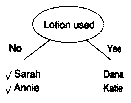 Lotion used
No Yes
✓ Sarah Dana
✓ Annie Katie